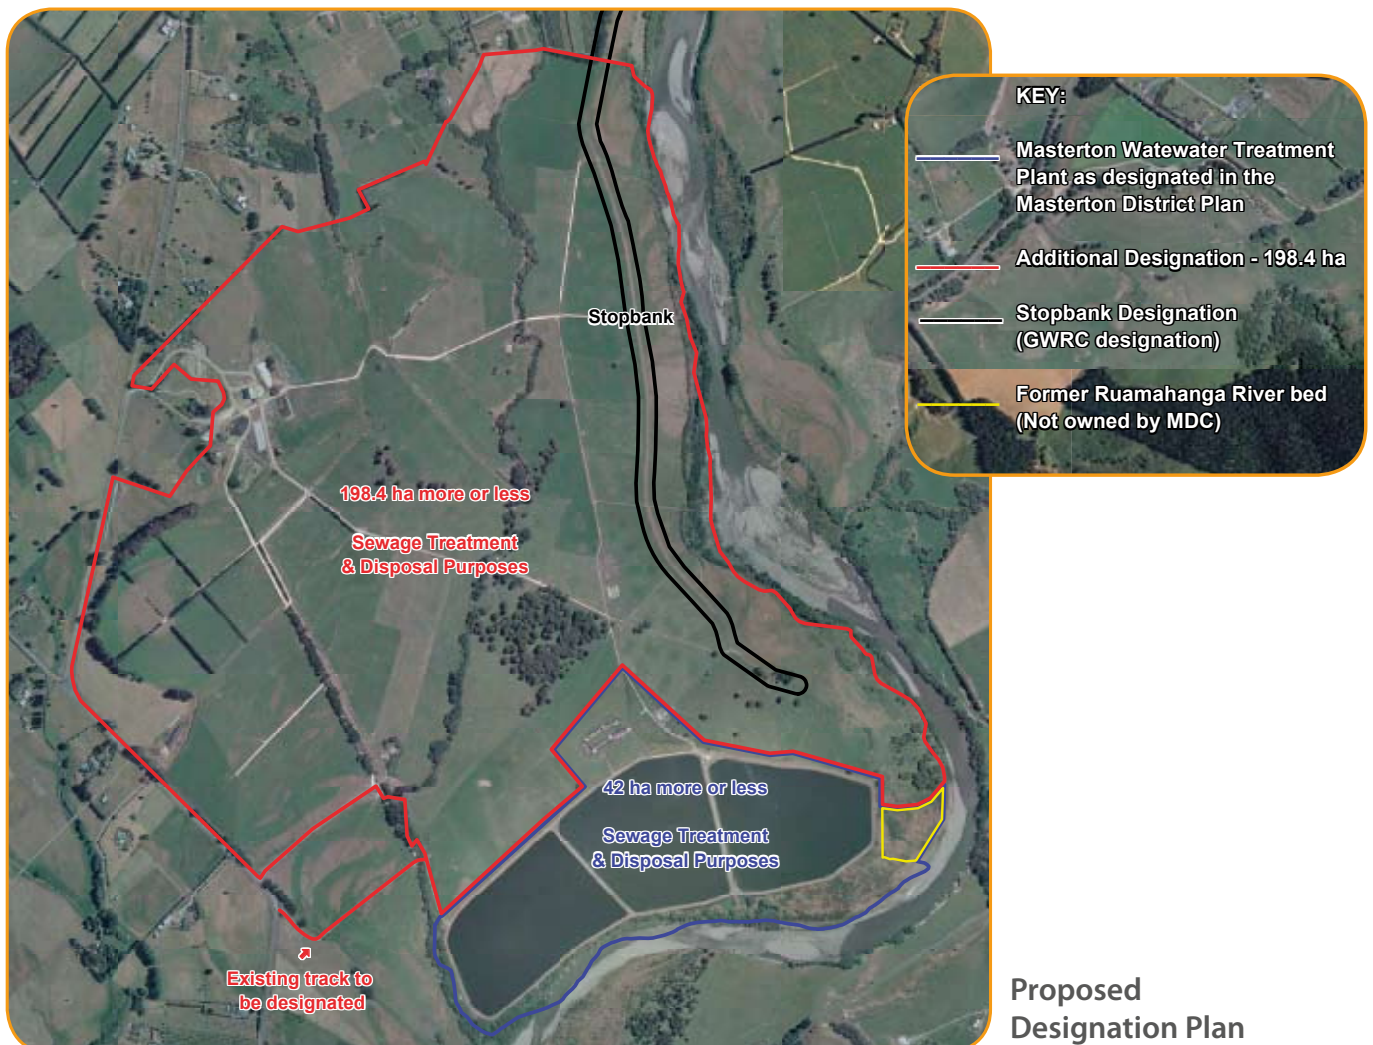 KEY:
Masterton Watewater Treatment
Plant as designated in the
Masterton District Plan
Additional Designation - 198.4 ha
Stopbank Designation
(GWRC designation)
Former Ruamahanga River bed
(Not owned by MDC)
Stopbank
198.4 ha more or less
Sewage Treatment
& Disposal Purposes
42 ha more or less
Sewage Treatment
& Disposal Purposes
Existing track to
be designated
Proposed
Designation Plan